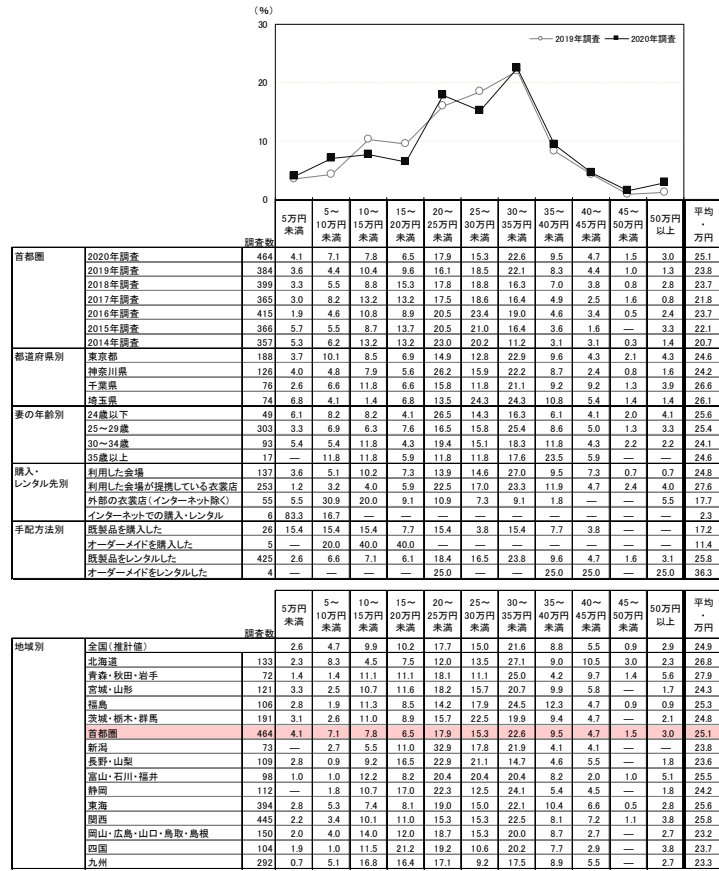 (%)
30
20
10
0
2019年調査 2020年調査
調査数 5万円未満 5～10万円未満 10～15万円未満 15～20万円未満 20～25万円未満 25～30万円未満 30～35万円未満 35～40万円未満 40～45万円未満 45～50万円未満 50万円以上 平均・万円
首都圏 2020年調査 464 4.1 7.1 7.8 6.5 17.9 15.3 22.6 9.5 4.7 1.5 3.0 25.1
2019年調査 384 3.6 4.4 10.4 9.6 16.1 18.5 22.1 8.3 4.4 1.0 1.3 23.8
2018年調査 399 3.3 5.5 8.8 15.3 17.8 18.8 16.3 7.0 3.8 0.8 2.8 23.7
2017年調査 365 3.0 8.2 13.2 13.2 17.5 18.6 16.4 4.9 2.5 1.6 0.8 21.8
2016年調査 415 1.9 4.6 10.8 8.9 20.5 23.4 19.0 4.6 3.4 0.5 2.4 23.7
2015年調査 366 5.7 5.5 8.7 13.7 20.5 21.0 16.4 3.6 1.6 — 3.3 22.1
2014年調査 357 5.3 6.2 13.2 13.2 23.0 20.2 11.2 3.1 3.1 0.3 1.4 20.7
都道府県別 東京都 188 3.7 10.1 8.5 6.9 14.9 12.8 22.9 9.6 4.3 2.1 4.3 24.6
神奈川県 126 4.0 4.8 7.9 5.6 26.2 15.9 22.2 8.7 2.4 0.8 1.6 24.2
千葉県 76 2.6 6.6 11.8 6.6 15.8 11.8 21.1 9.2 9.2 1.3 3.9 26.6
埼玉県 74 6.8 4.1 1.4 6.8 13.5 24.3 24.3 10.8 5.4 1.4 1.4 26.1
妻の年齢別 24歳以下 49 6.1 8.2 8.2 4.1 26.5 14.3 16.3 6.1 4.1 2.0 4.1 25.6
25～29歳 303 3.3 6.9 6.3 7.6 16.5 15.8 25.4 8.6 5.0 1.3 3.3 25.4
30～34歳 93 5.4 5.4 11.8 4.3 19.4 15.1 18.3 11.8 4.3 2.2 2.2 24.1
35歳以上 17 — 11.8 11.8 5.9 11.8 11.8 17.6 23.5 5.9 — — 24.6
購入・レンタル先別 利用した会場 137 3.6 5.1 10.2 7.3 13.9 14.6 27.0 9.5 7.3 0.7 0.7 24.8
利用した会場が提携している衣裳店 253 1.2 3.2 4.0 5.9 22.5 17.0 23.3 11.9 4.7 2.4 4.0 27.6
外部の衣裳店（インターネット除く） 55 5.5 30.9 20.0 9.1 10.9 7.3 9.1 1.8 — — 5.5 17.7
インターネットでの購入・レンタル 6 83.3 16.7 — — — — — — — — — 2.3
手配方法別 既製品を購入した 26 15.4 15.4 15.4 7.7 15.4 3.8 15.4 7.7 3.8 — — 17.2
オーダーメイドを購入した 5 — 20.0 40.0 40.0 — — — — — — — 11.4
既製品をレンタルした 425 2.6 6.6 7.1 6.1 18.4 16.5 23.8 9.6 4.7 1.6 3.1 25.8
オーダーメイドをレンタルした 4 — — — — 25.0 — — 25.0 25.0 — 25.0 36.3
調査数 5万円未満 5～10万円未満 10～15万円未満 15～20万円未満 20～25万円未満 25～30万円未満 30～35万円未満 35～40万円未満 40～45万円未満 45～50万円未満 50万円以上 平均・万円
地域別 全国（推計値） 2.6 4.7 9.9 10.2 17.7 15.0 21.6 8.8 5.5 0.9 2.9 24.9
北海道 133 2.3 8.3 4.5 7.5 12.0 13.5 27.1 9.0 10.5 3.0 2.3 26.8
青森・秋田・岩手 72 1.4 1.4 11.1 11.1 18.1 11.1 25.0 4.2 9.7 1.4 5.6 27.9
宮城・山形 121 3.3 2.5 10.7 11.6 18.2 15.7 20.7 9.9 5.8 — 1.7 24.3
福島 106 2.8 1.9 11.3 8.5 14.2 17.9 24.5 12.3 4.7 0.9 0.9 25.3
茨城・栃木・群馬 191 3.1 2.6 11.0 8.9 15.7 22.5 19.9 9.4 4.7 — 2.1 24.8
首都圏 464 4.1 7.1 7.8 6.5 17.9 15.3 22.6 9.5 4.7 1.5 3.0 25.1
新潟 73 — 2.7 5.5 11.0 32.9 17.8 21.9 4.1 4.1 — — 23.8
長野・山梨 109 2.8 0.9 9.2 16.5 22.9 21.1 14.7 4.6 5.5 — 1.8 23.6
富山・石川・福井 98 1.0 1.0 12.2 8.2 20.4 20.4 20.4 8.2 2.0 1.0 5.1 25.5
静岡 112 — 1.8 10.7 17.0 22.3 12.5 24.1 5.4 4.5 — 1.8 24.2
東海 394 2.8 5.3 7.4 8.1 19.0 15.0 22.1 10.4 6.6 0.5 2.8 25.6
関西 445 2.2 3.4 10.1 11.0 15.3 15.3 22.5 8.1 7.2 1.1 3.8 25.8
岡山・広島・山口・鳥取・島根 150 2.0 4.0 14.0 12.0 18.7 15.3 20.0 8.7 2.7 — 2.7 23.2
四国 104 1.9 1.0 11.5 21.2 19.2 10.6 20.2 7.7 2.9 — 3.8 23.7
九州 292 0.7 5.1 16.8 16.4 17.1 9.2 17.5 8.9 5.5 — 2.7 23.3